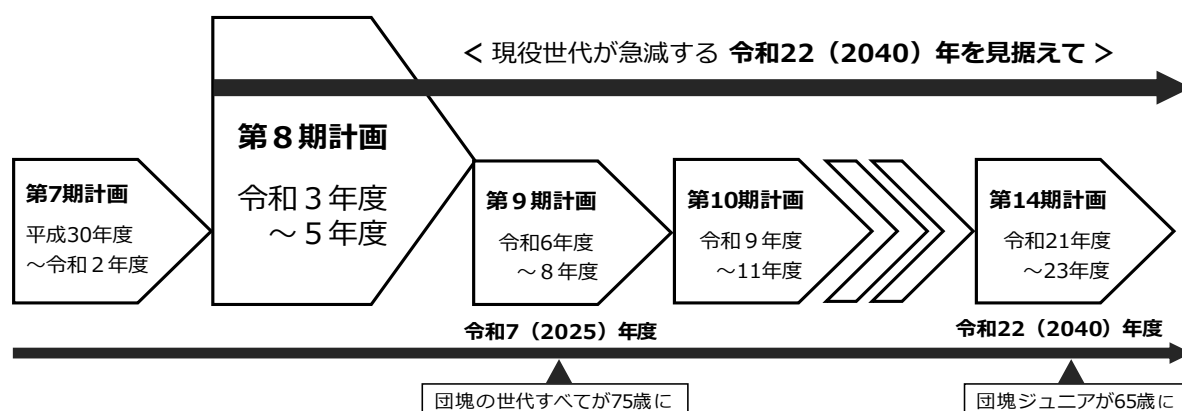 ＜ 現役世代が急減する 令和22（2040）年を見据えて ＞
第８期計画
令和３年度
～５年度
第7期計画
平成30年度
～令和２年度
第９期計画
令和6年度
～８年度
第10期計画
令和９年度
～11年度
第14期計画
令和21年度
～23年度
令和7（2025）年度
令和22（2040）年度
団塊の世代すべてが75歳に
団塊ジュニアが65歳に